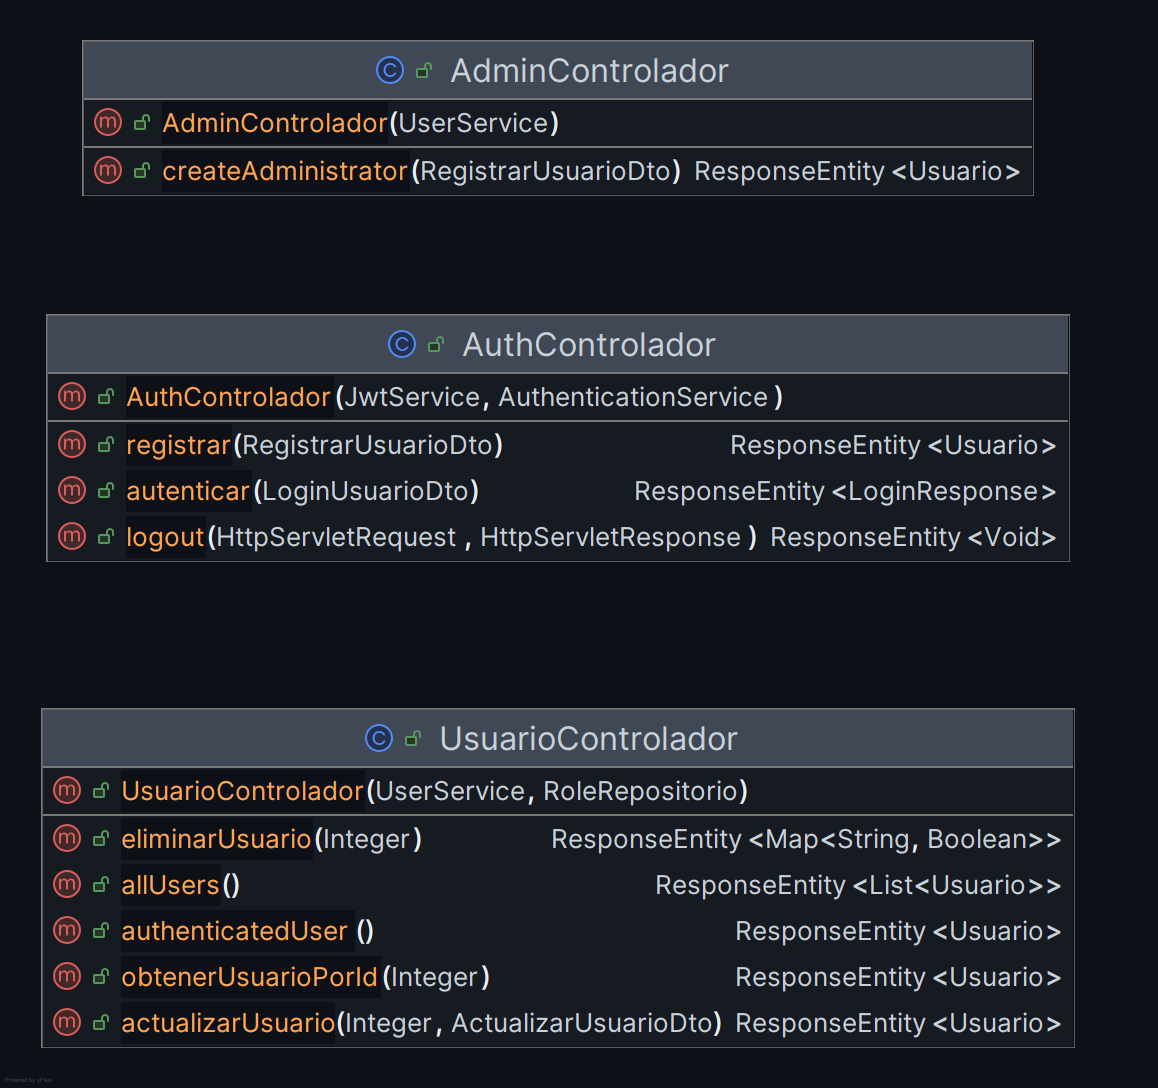 AdminControlador
AdminControlador(UserService)
createAdministrator(RegistrarUsuarioDto) ResponseEntity<Usuario>
AuthControlador
AuthControlador(JwtService, AuthenticationService)
registrar(RegistrarUsuarioDto) ResponseEntity<Usuario>
autenticar(LoginUsuarioDto) ResponseEntity<LoginResponse>
logout(HttpServletRequest, HttpServletResponse) ResponseEntity<Void>
UsuarioControlador
UsuarioControlador(UserService, RoleRepositorio)
eliminarUsuario(Integer) ResponseEntity<Map<String, Boolean>>
allUsers() ResponseEntity<List<Usuario>>
authenticatedUser() ResponseEntity<Usuario>
obtenerUsuarioPorId(Integer) ResponseEntity<Usuario>
actualizarUsuario(Integer, ActualizarUsuarioDto) ResponseEntity<Usuario>
Powered by yFiles